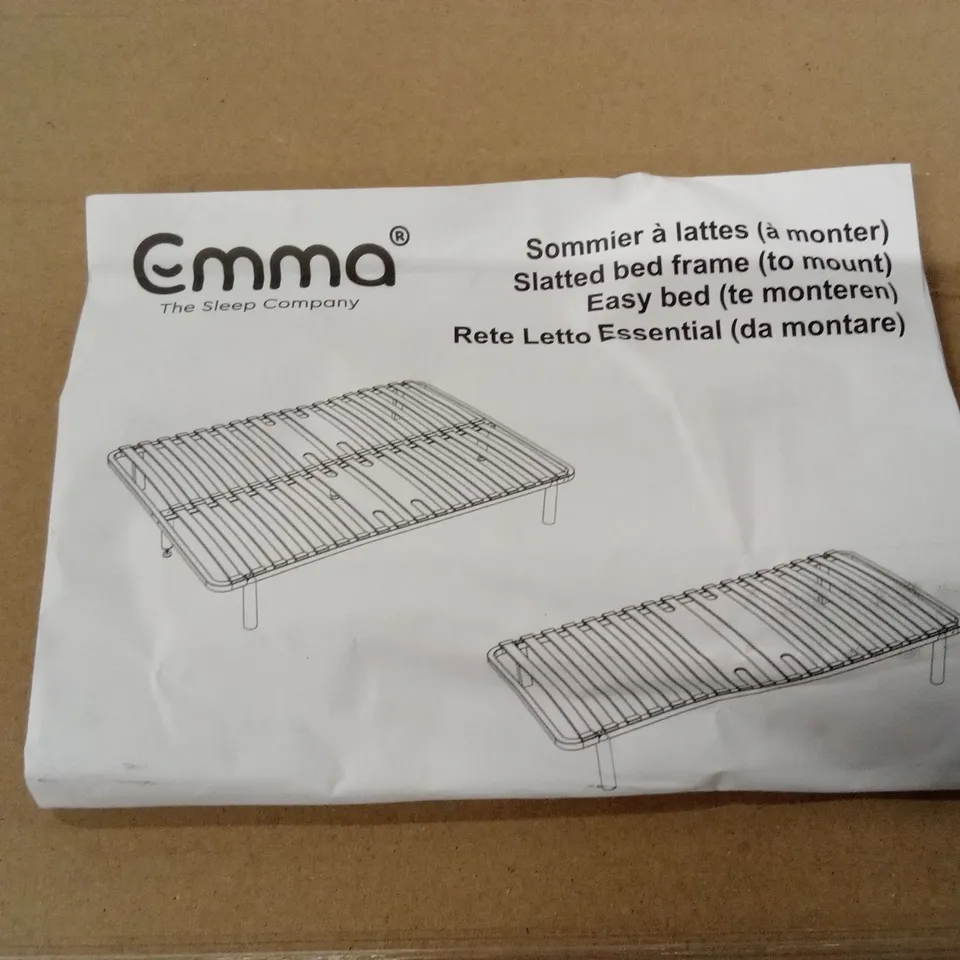 Emma®
The Sleep Company
Sommier à lattes (à monter)
Slatted bed frame (to mount)
Easy bed (te monteren)
Rete Letto Essential (da montare)